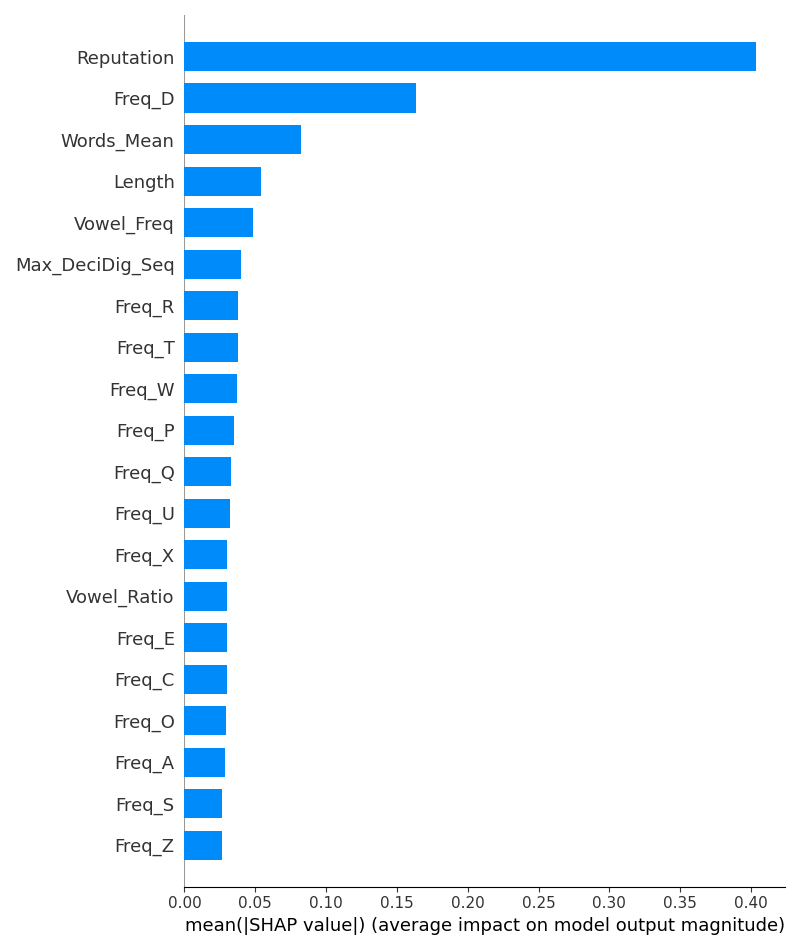 Reputation
Freq_D
Words_Mean
Length
Vowel_Freq
Max_DeciDig_Seq
Freq_R
Freq_T
Freq_W
Freq_P
Freq_Q
Freq_U
Freq_X
Vowel_Ratio
Freq_E
Freq_C
Freq_O
Freq_A
Freq_S
Freq_Z
0.00 0.05 0.10 0.15 0.20 0.25 0.30 0.35 0.40
mean(|SHAP value|) (average impact on model output magnitude)